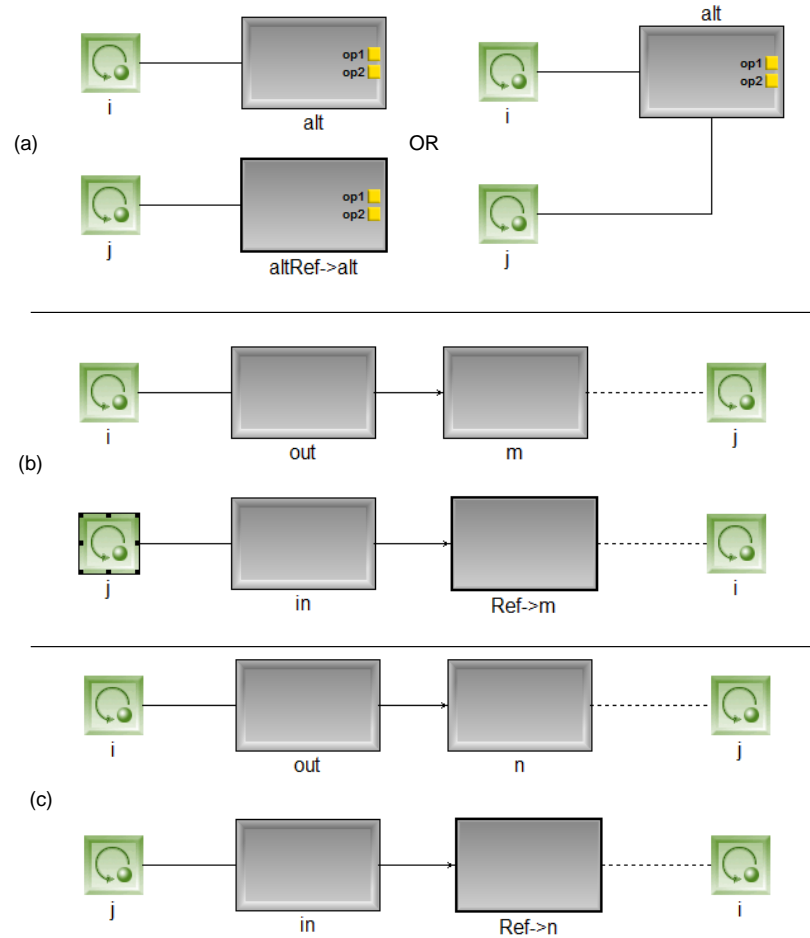 alt
op1
op2
op1
op2
i
alt
i
(a)
OR
op1
op2
j
altRef->alt
j
i
out
m
j
(b)
j
in
Ref->m
i
i
out
n
j
(c)
j
in
Ref->n
i